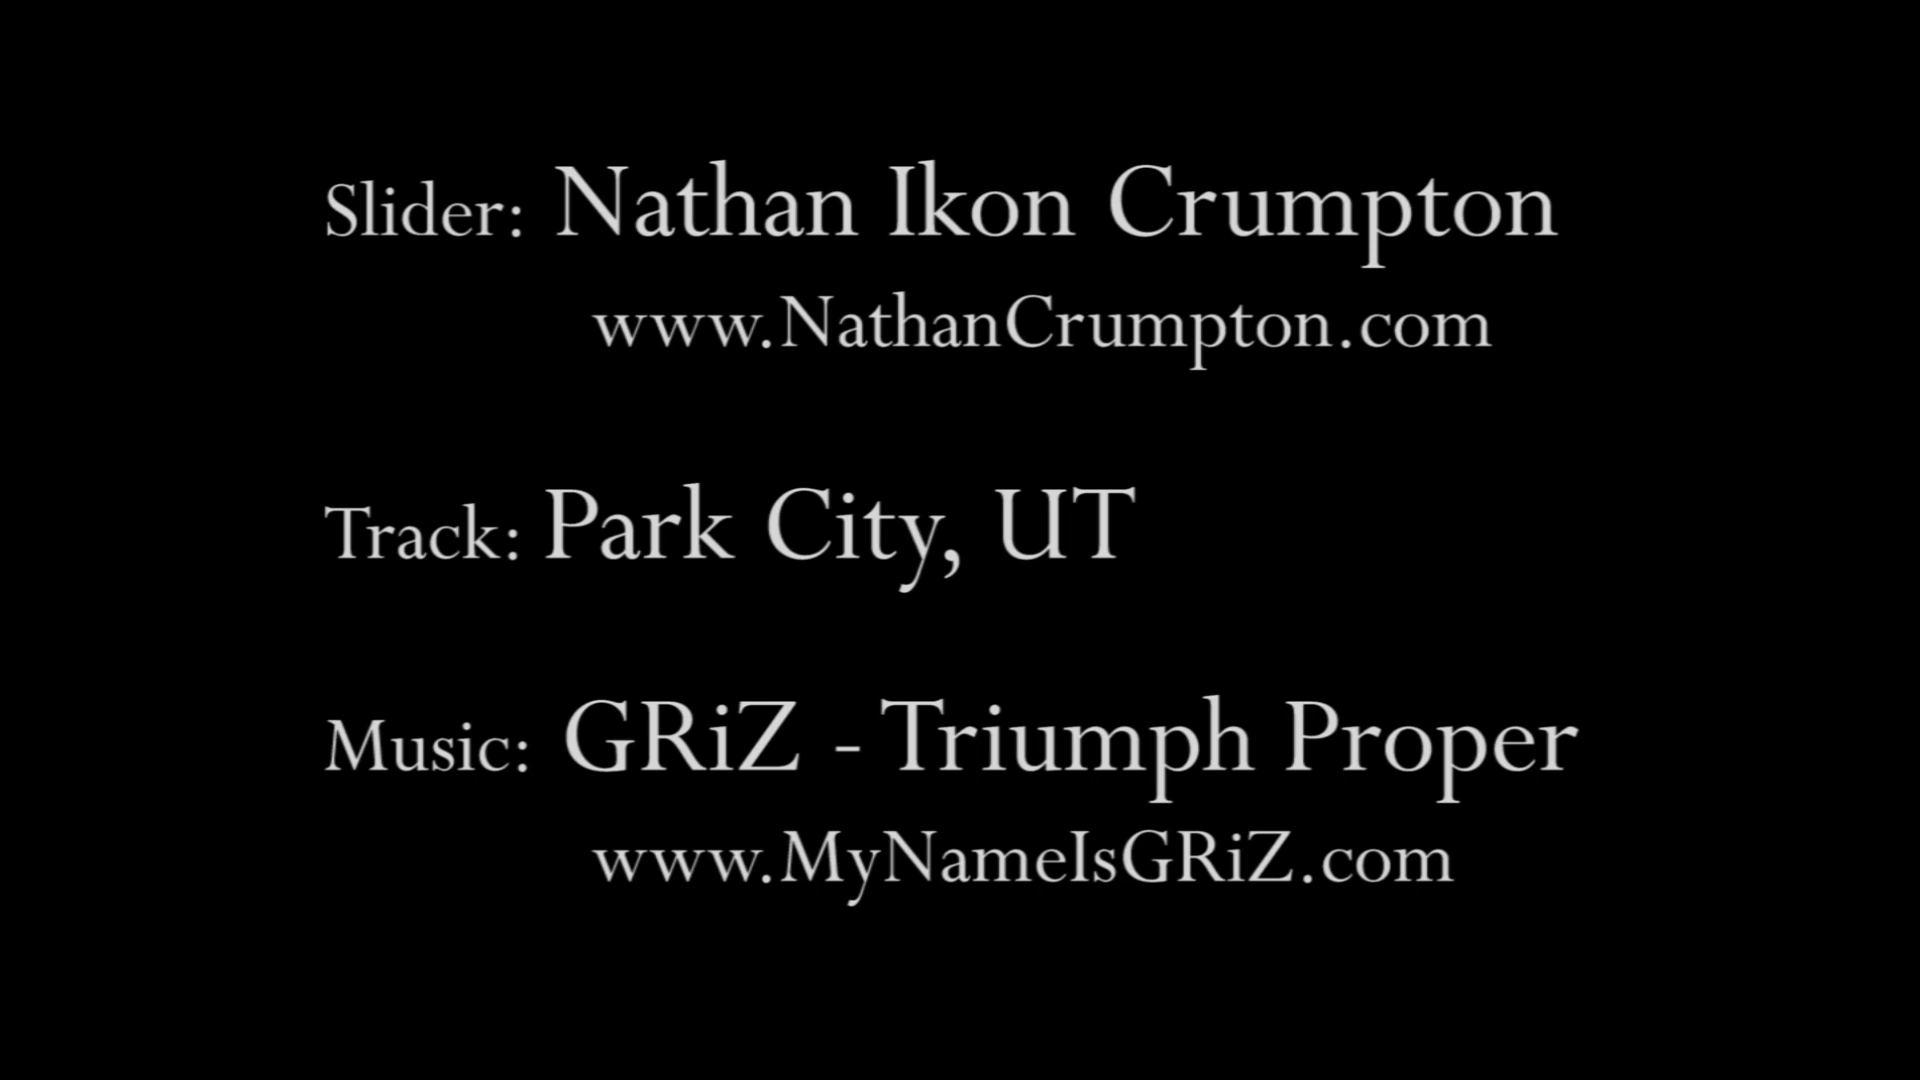 Slider: Nathan Ikon Crumpton
www.NathanCrumpton.com
Track: Park City, UT
Music: GRiZ - Triumph Proper
www.MyNameIsGRiZ.com